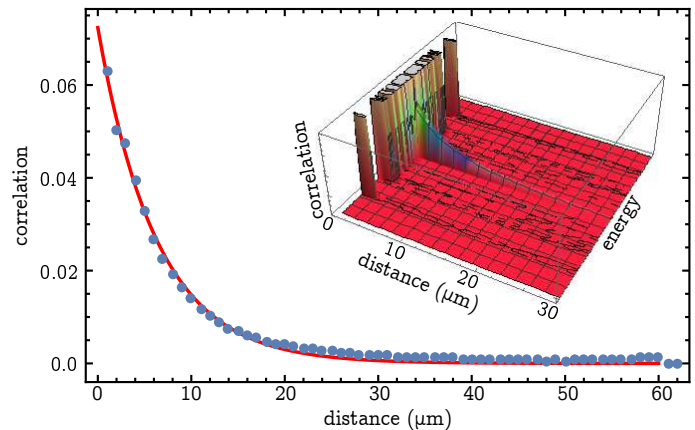 0.06
0.04
0.02
0.0
correlation
0 10 20 30 40 50 60
distance (μm)
correlation
0
10
20
30
distance (μm)
energy